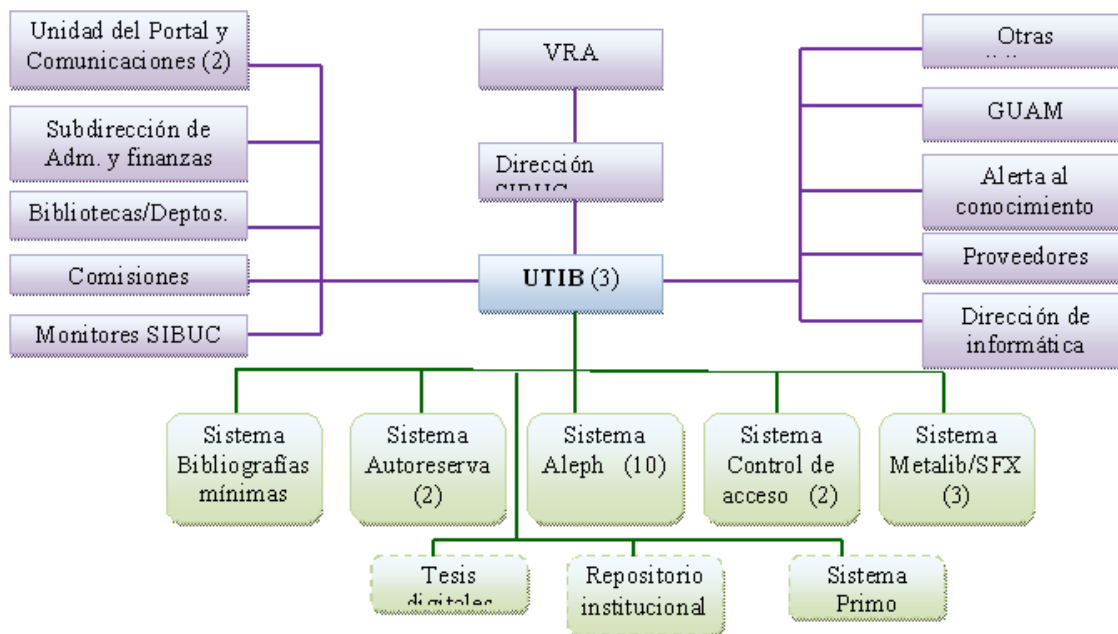 Unidad del Portal y
Comunicaciones (2)
Subdirección de
Adm. y finanzas
Bibliotecas/Deptos.
Comisiones
Monitores SIBUC
VRA
Dirección
SIBUC
UTIB (3)
Otras
GUAM
Alerta al
conocimiento
Proveedores
Dirección de
informática
Sistema
Bibliografías
mínimas
Sistema
Autoreserva
(2)
Sistema
Aleph (10)
Sistema
Control de
acceso (2)
Sistema
Metalib/SFX
(3)
Tesis
digitales
Repositorio
institucional
Sistema
Primo